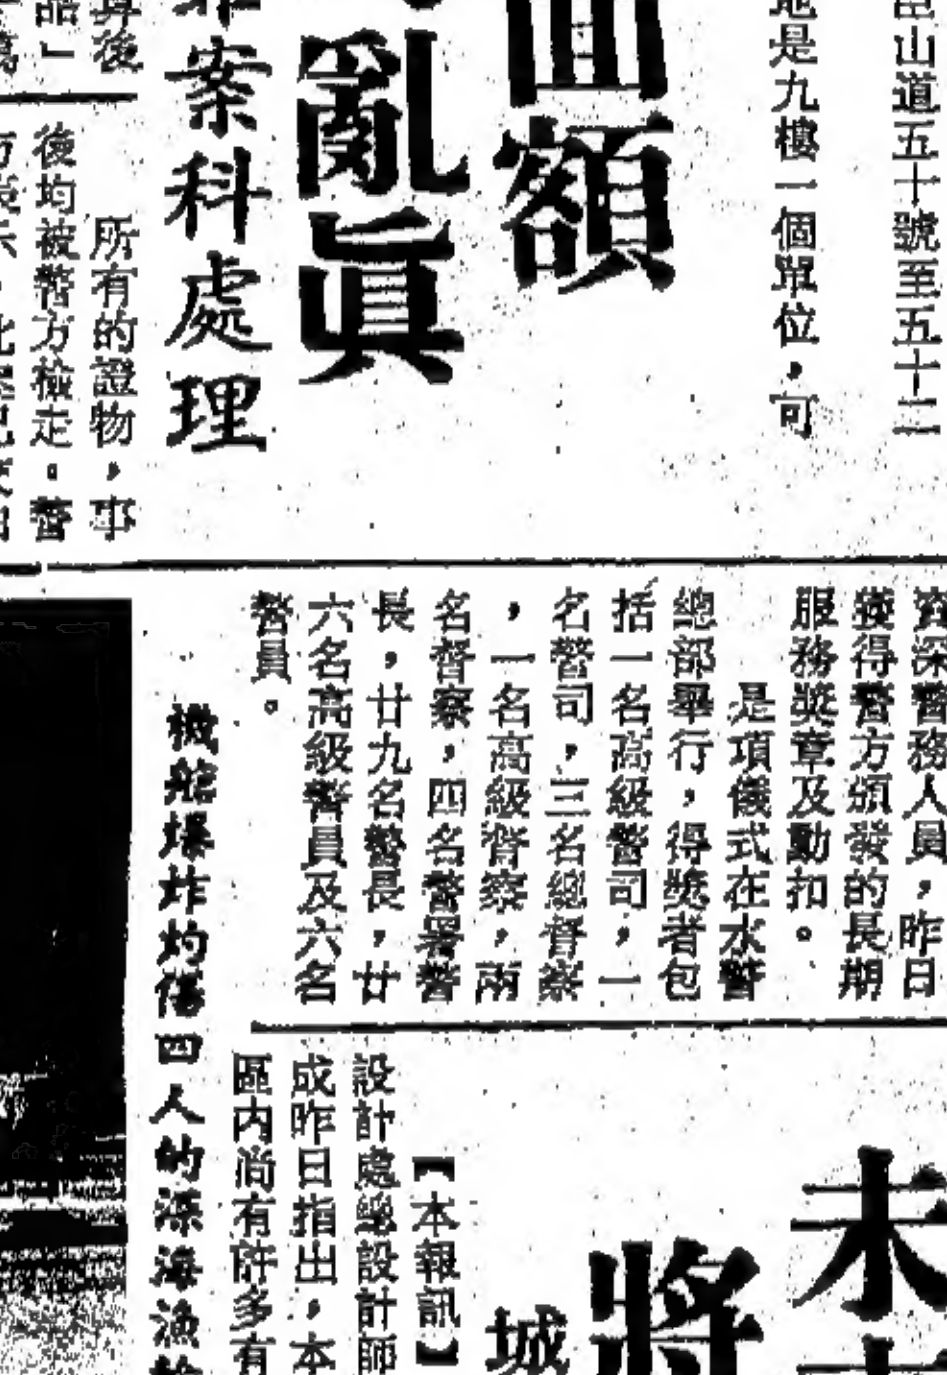 山道五十號至五十二
地是九樓一個單位，可
面額
亂眞
案科處理
所有的證物，事
後均被警方檢走。警
資深警務人員，昨日
獲得警方頒發的長期
服務獎章及勳扣。
是項儀式在水警
總部舉行，得獎者包
括一名高級警司，一
名警司，三名總督察
，一名高級督察，兩
名督察，四名警署警
長，廿九名警長，廿
六名高級警員及六名
警員。
機艙爆炸灼傷四人的深海漁
未
將
城
【本報訊】
設計處總設計師
成昨日指出，本
區内尚有許多有